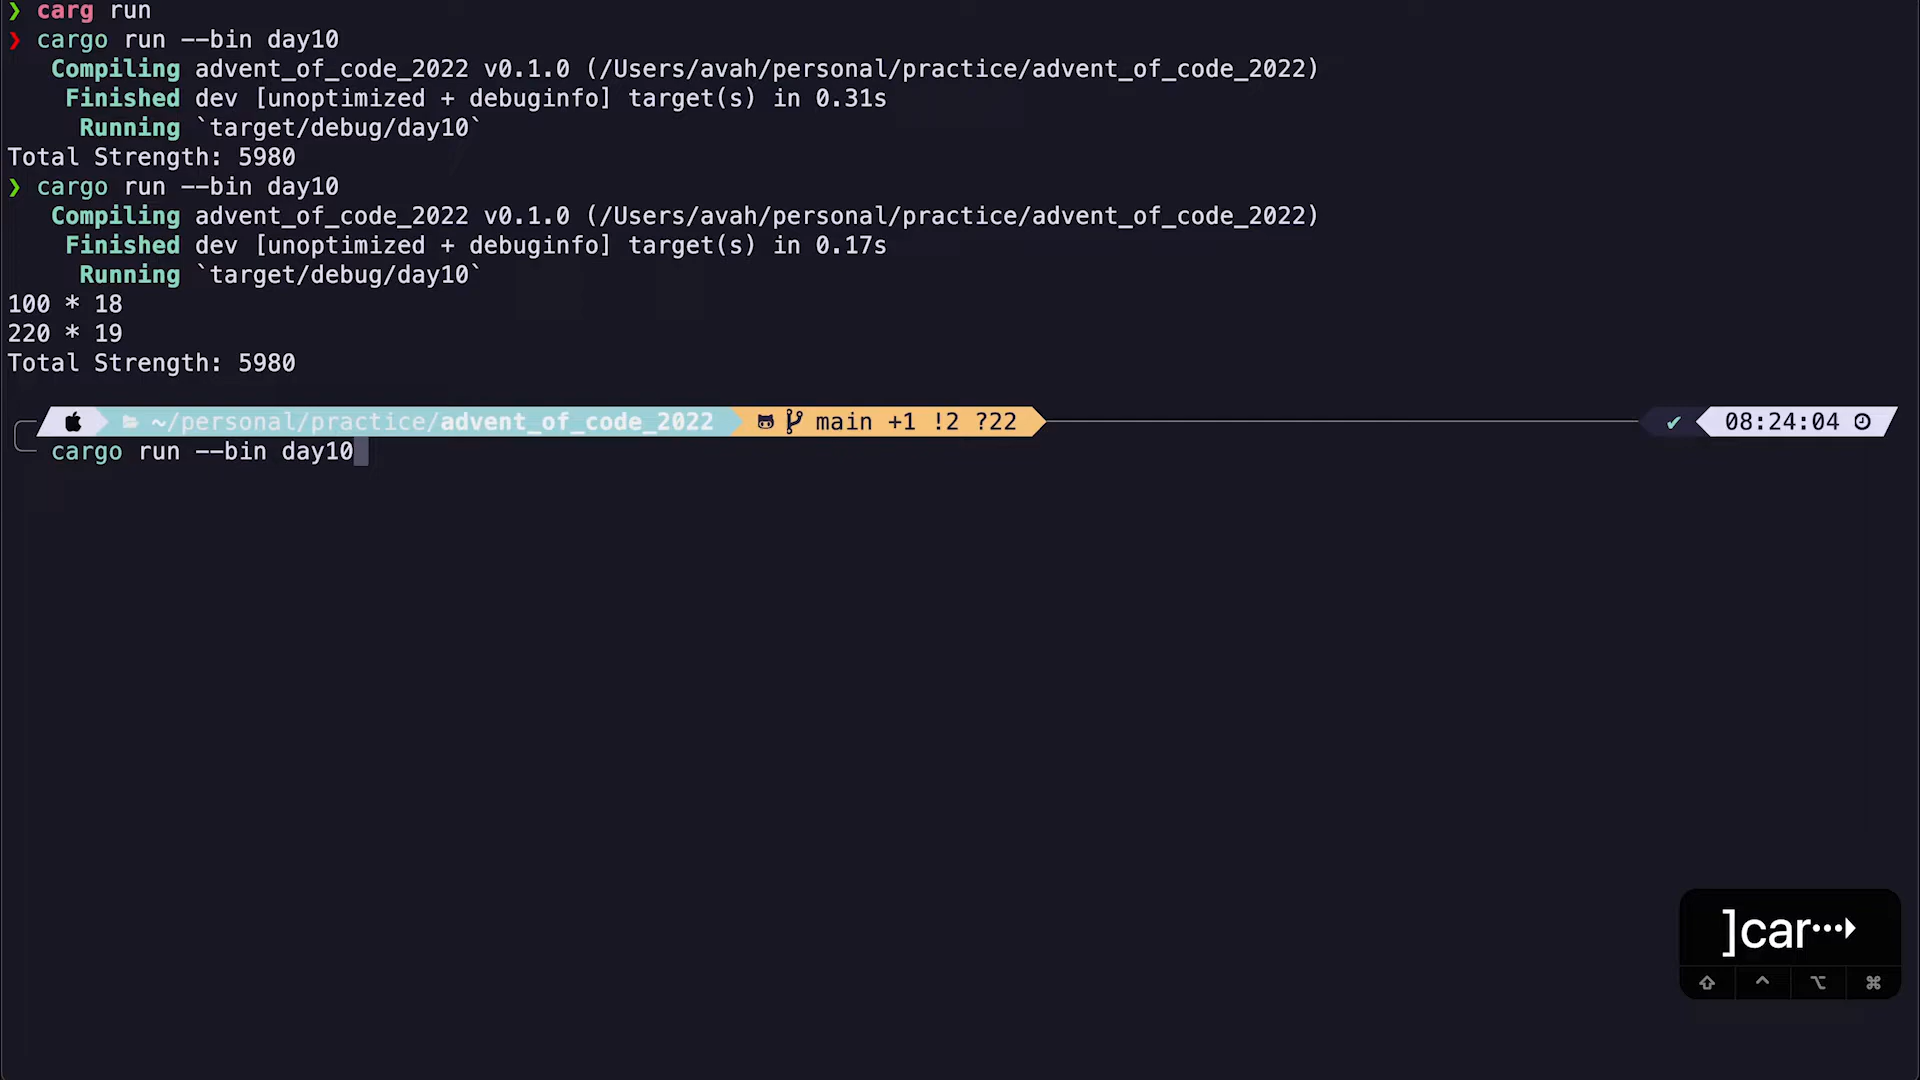 ❯ carg run
❯ cargo run --bin day10
Compiling advent_of_code_2022 v0.1.0 (/Users/avah/personal/practice/advent_of_code_2022)
Finished dev [unoptimized + debuginfo] target(s) in 0.31s
Running `target/debug/day10`
Total Strength: 5980
❯ cargo run --bin day10
Compiling advent_of_code_2022 v0.1.0 (/Users/avah/personal/practice/advent_of_code_2022)
Finished dev [unoptimized + debuginfo] target(s) in 0.17s
Running `target/debug/day10`
100 * 18
220 * 19
Total Strength: 5980
~/personal/practice/advent_of_code_2022 main +1 !2 ?22 ✔ 08:24:04
cargo run --bin day10
]car⋯▸
⇧ ^ ⌥ ⌘